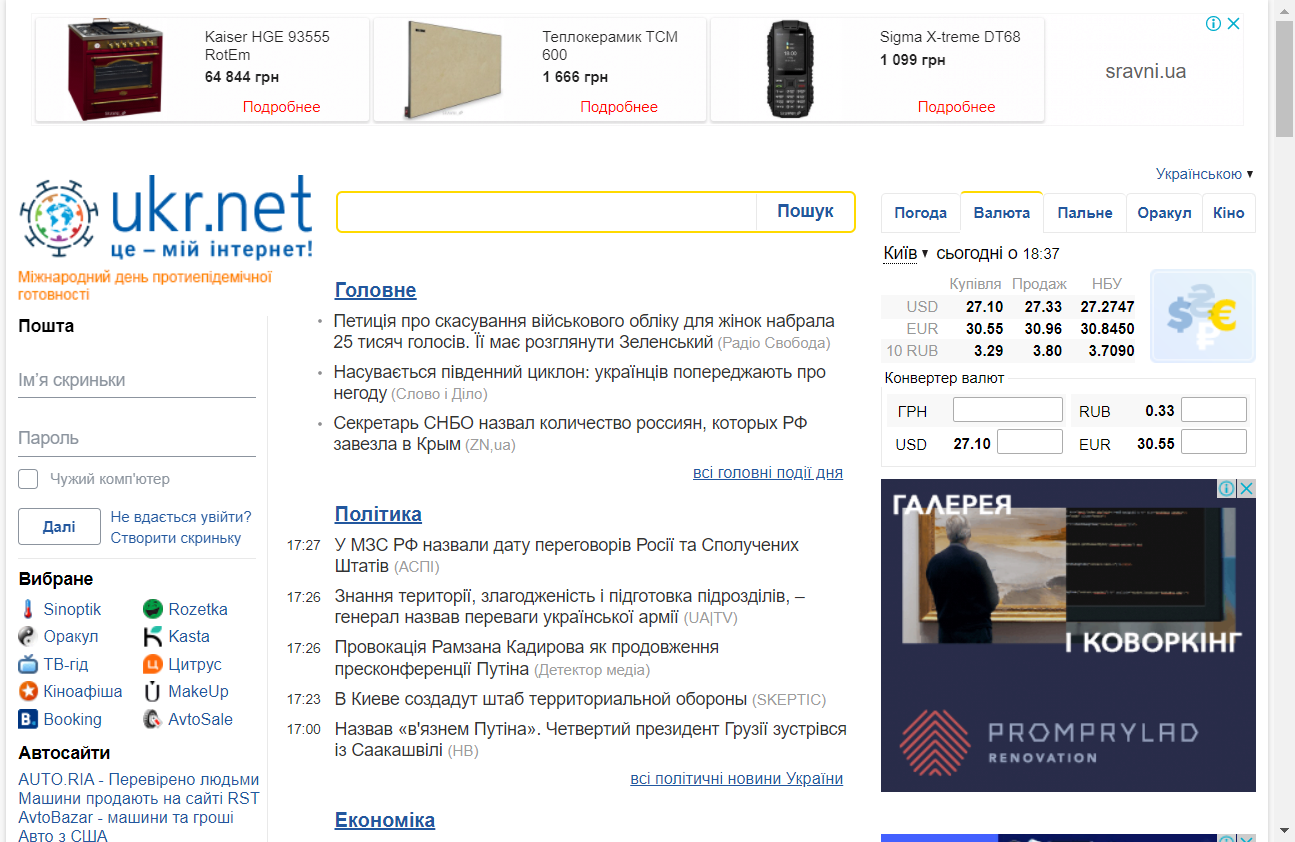 Kaiser HGE 93555
RotEm
64 844 грн
Подробнее
Теплокерамик ТСМ
600
1 666 грн
Подробнее
Sigma X-treme DT68
1 099 грн
Подробнее
sravni.ua
ukr.net
це – мій інтернет!
Міжнародний день протиепідемічної
готовності
Пошук
Українською ▾
Погода
Валюта
Пальне
Оракул
Кіно
Київ ▾ сьогодні о 18:37
Купівля Продаж НБУ
USD 27.10 27.33 27.2747
EUR 30.55 30.96 30.8450
10 RUB 3.29 3.80 3.7090
Конвертер валют
ГРН
RUB 0.33
USD 27.10
EUR 30.55
Пошта
Ім'я скриньки
Пароль
Чужий комп'ютер
Далі
Не вдається увійти?
Створити скриньку
Вибране
Sinoptik
Rozetka
Оракул
Kasta
ТВ-гід
Цитрус
Кіноафіша
MakeUp
B.
Booking
AvtoSale
Автосайти
AUTO.RIA - Перевірено людьми
Машини продають на сайті RST
AvtoBazar - машини та гроші
Авто з США
Головне
Петиція про скасування військового обліку для жінок набрала
25 тисяч голосів. Її має розглянути Зеленський (Радіо Свобода)
Насувається південний циклон: українців попереджають про
негоду (Слово і Діло)
Секретарь СНБО назвал количество россиян, которых РФ
завезла в Крым (ZN,ua)
всі головні події дня
Політика
17:27 У МЗС РФ назвали дату переговорів Росії та Сполучених
Штатів (АСПІ)
17:26 Знання території, злагодженість і підготовка підрозділів, –
генерал назвав переваги української армії (UA|TV)
17:26 Провокація Рамзана Кадирова як продовження
пресконференції Путіна (Детектор медіа)
17:23 В Киеве создадут штаб территориальной обороны (SKEPTIC)
17:00 Назвав «в'язнем Путіна». Четвертий президент Грузії зустрівся
із Саакашвілі (НВ)
всі політичні новини України
Економіка
ГАЛЕРЕЯ
І КОВОРКІНГ
PROMPRYLAD
RENOVATION